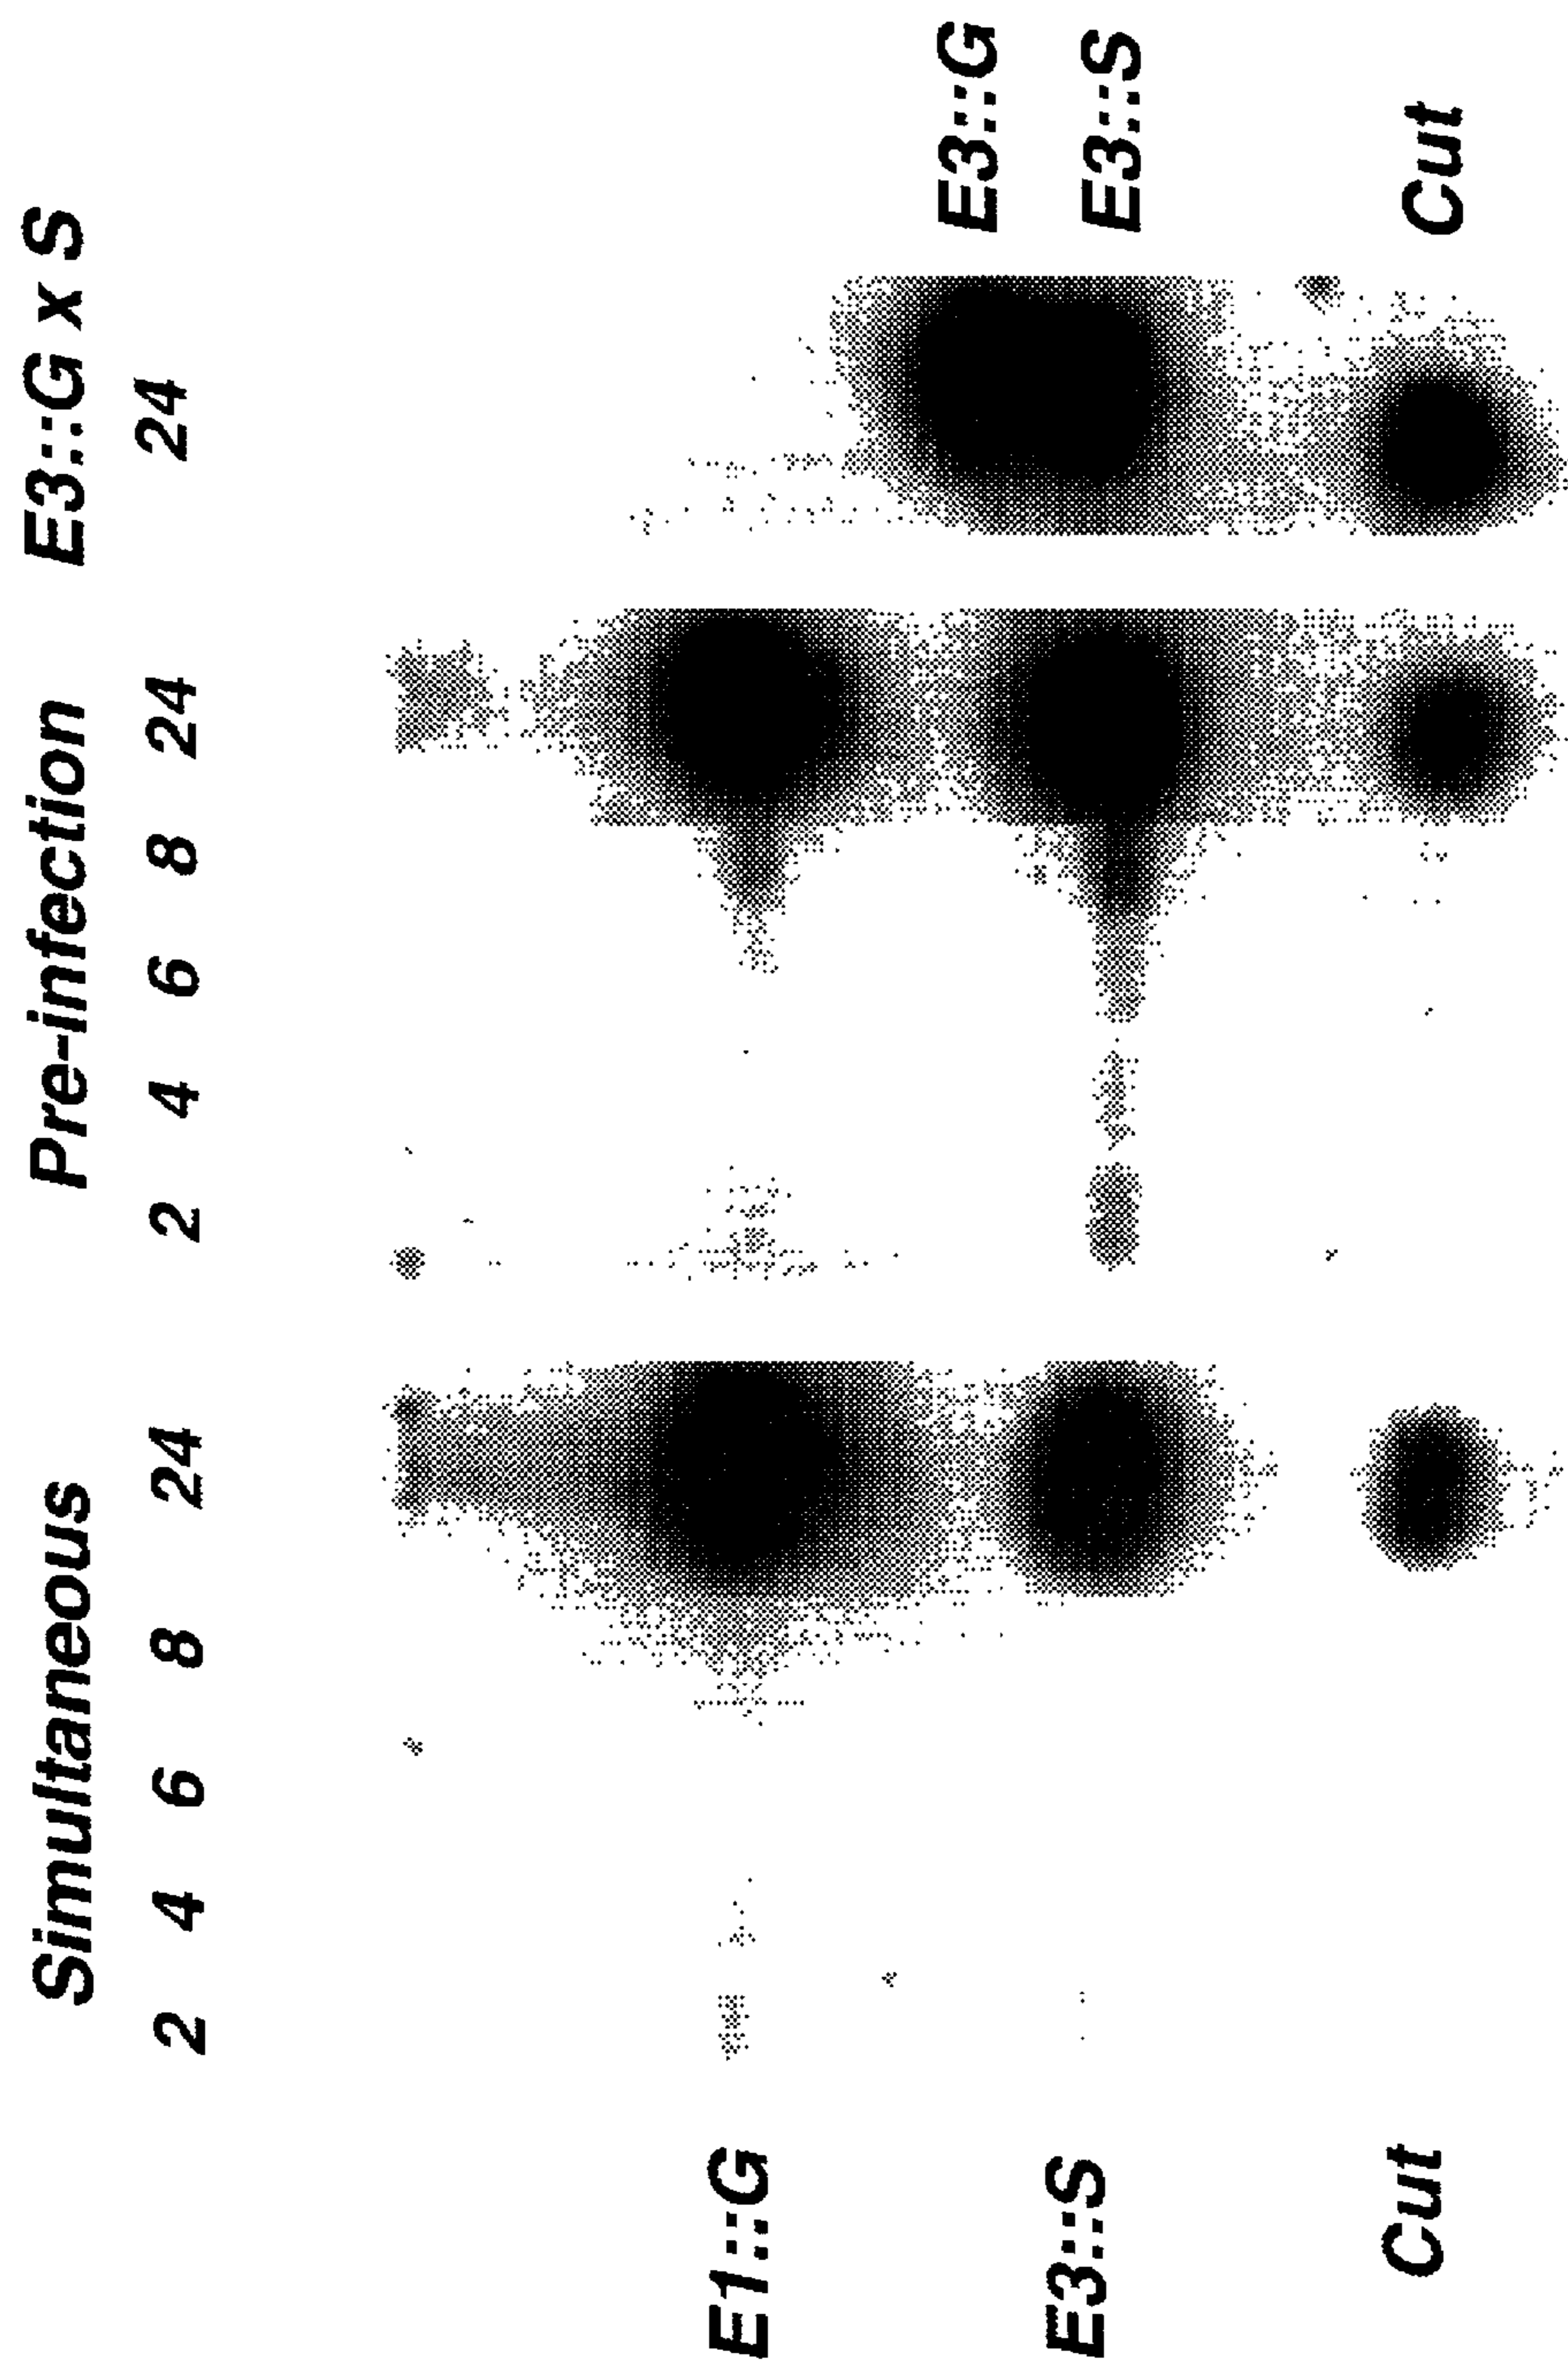 Simultaneous Pre-infection E3::G x S
2 4 6 8 24 2 4 6 8 24 24
E1::G
E3::S
Cut
E3::G
E3::S
Cut